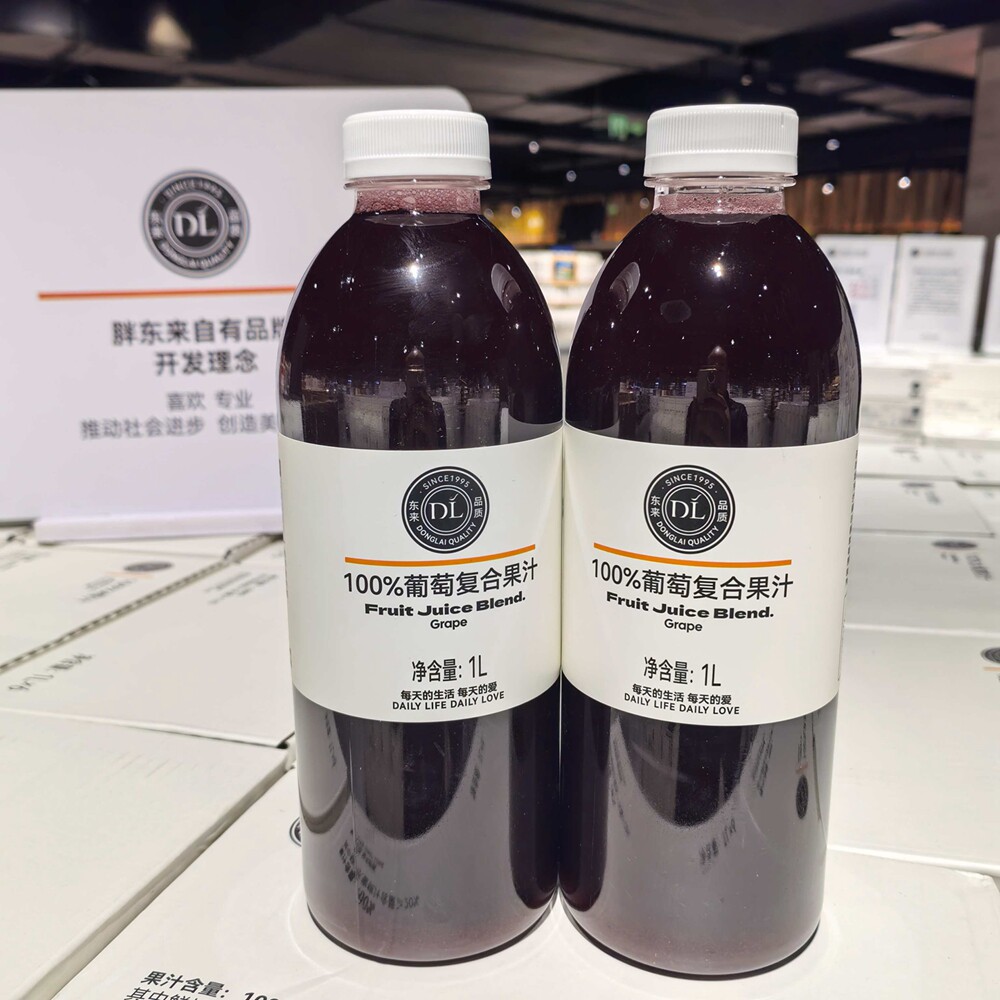 SINCE1995
DL
DONGLAI QUALITY
胖东来自有品牌
开发理念
喜欢 专业
推动社会进步 创造美
·SINCE1995·
东来
DL
品质
DONGLAI QUALITY
100%葡萄复合果汁
Fruit Juice Blend.
Grape
净含量：1L
每天的生活 每天的爱
DAILY LIFE DAILY LOVE
·SINCE1995·
东来
DL
品质
DONGLAI QUALITY
100%葡萄复合果汁
Fruit Juice Blend.
Grape
净含量：1L
每天的生活 每天的爱
DAILY LIFE DAILY LOVE
果汁含量：100
其中鲜